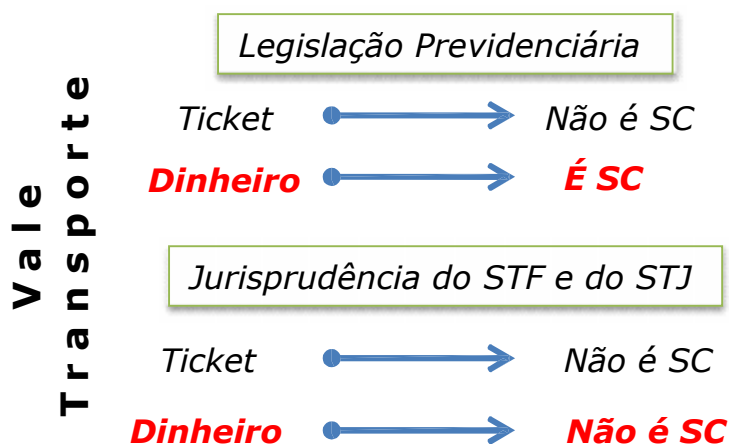 Vale
Transporte
Legislação Previdenciária
Ticket Não é SC
Dinheiro É SC
Jurisprudência do STF e do STJ
Ticket Não é SC
Dinheiro Não é SC